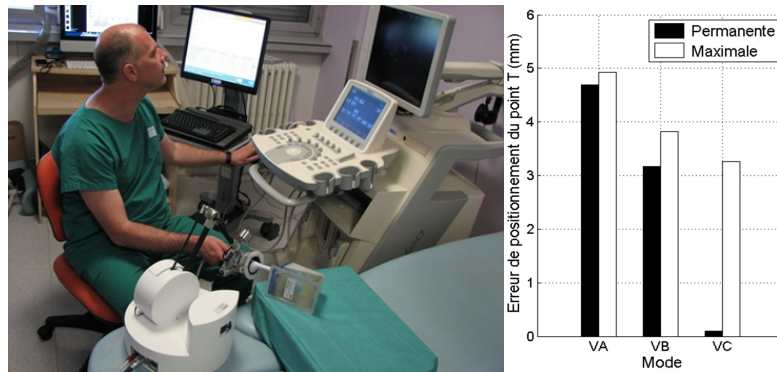 6
5
4
3
2
1
0
Erreur de positionnement du point T (mm)
Permanente
Maximale
VA
VB
VC
Mode